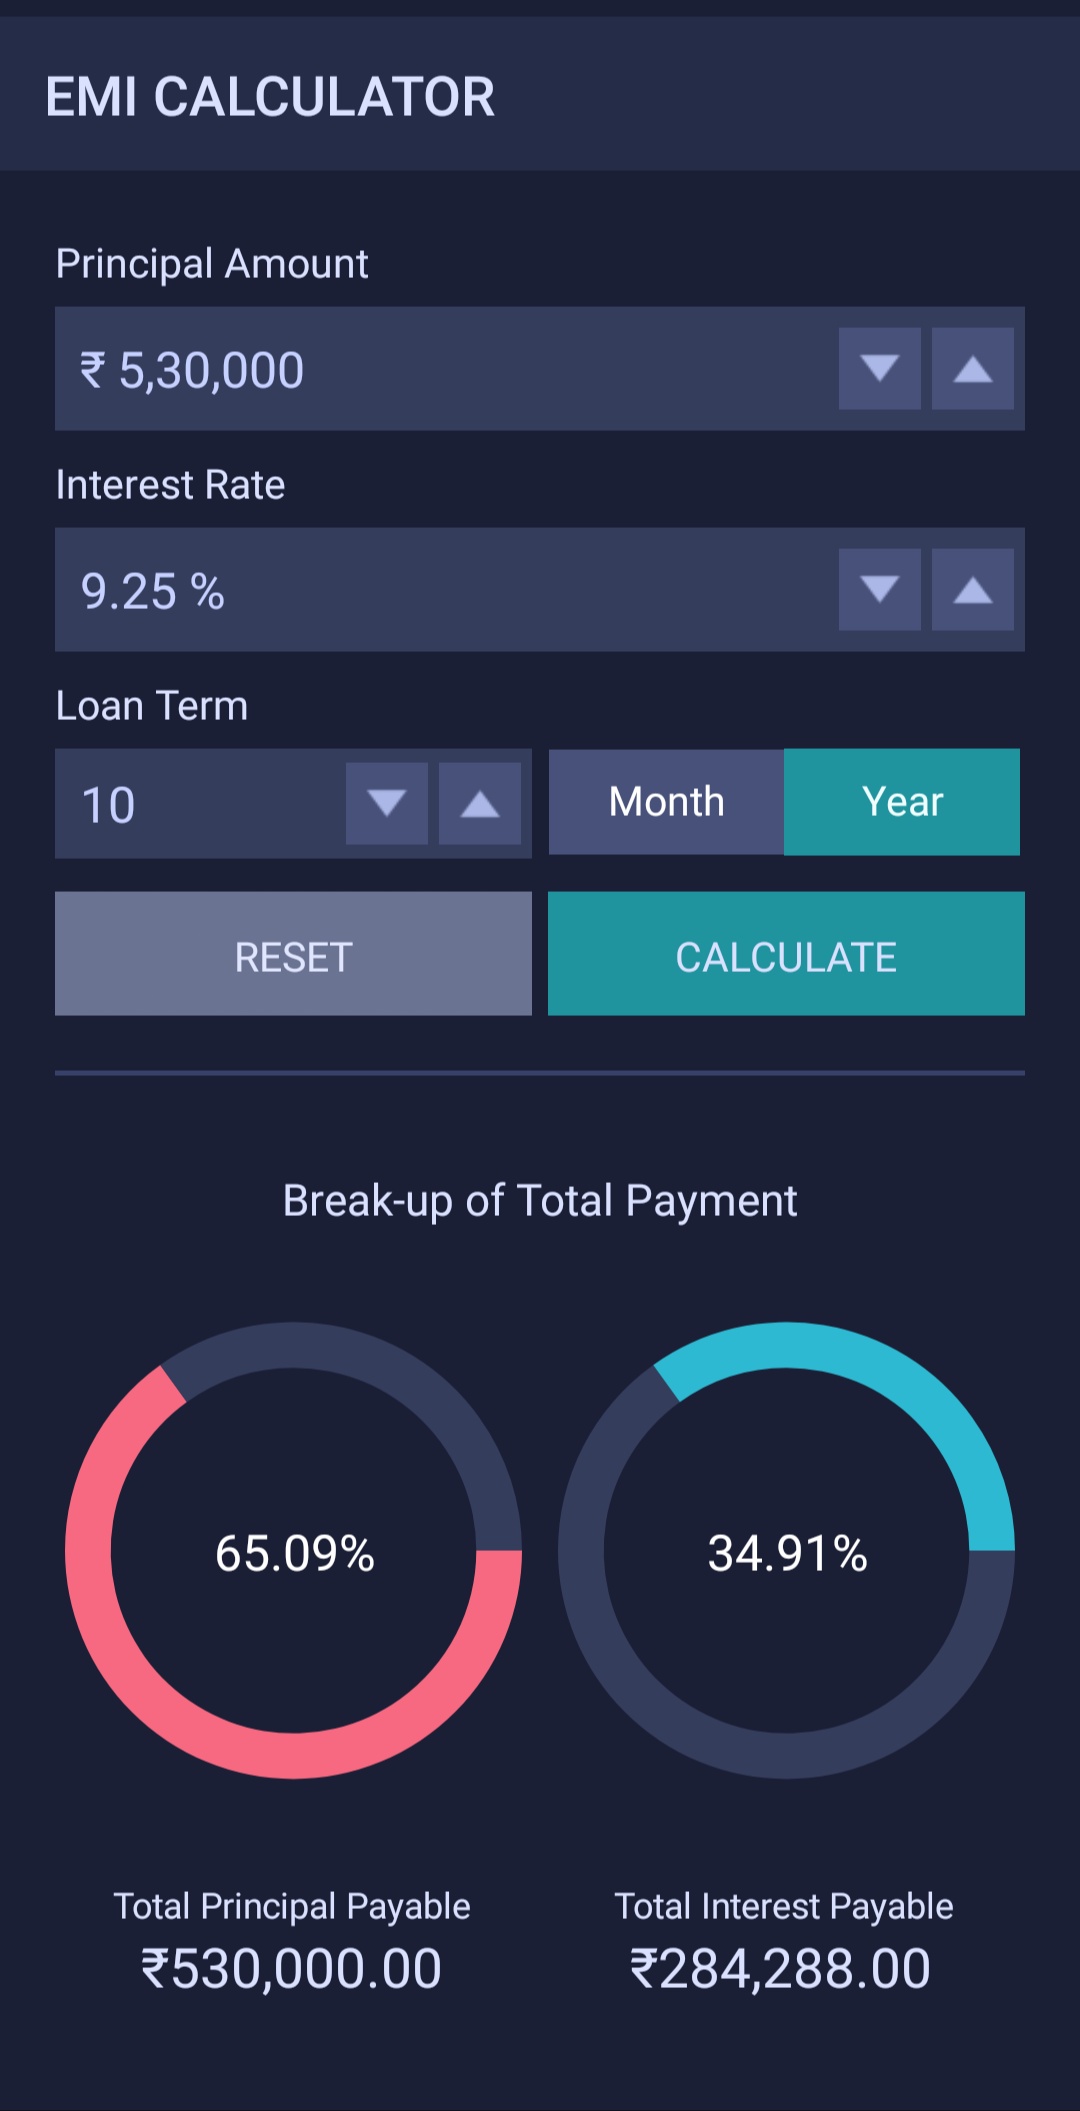 EMI CALCULATOR
Principal Amount
₹ 5,30,000
Interest Rate
9.25 %
Loan Term
10
Month
Year
RESET
CALCULATE
Break-up of Total Payment
65.09%
34.91%
Total Principal Payable
Total Interest Payable
₹530,000.00
₹284,288.00